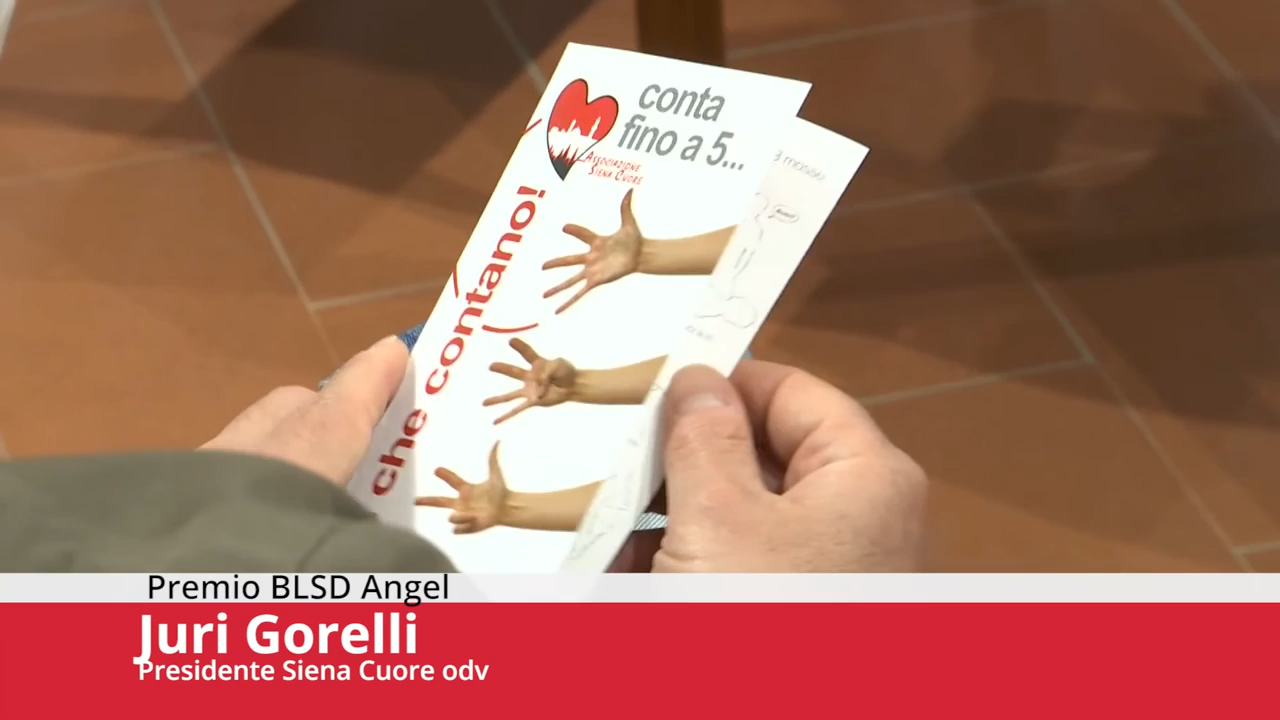 conta
fino a 5...
ASSOCIAZIONE
SIENA CUORE
che contano!
Premio BLSD Angel
Juri Gorelli
Presidente Siena Cuore odv